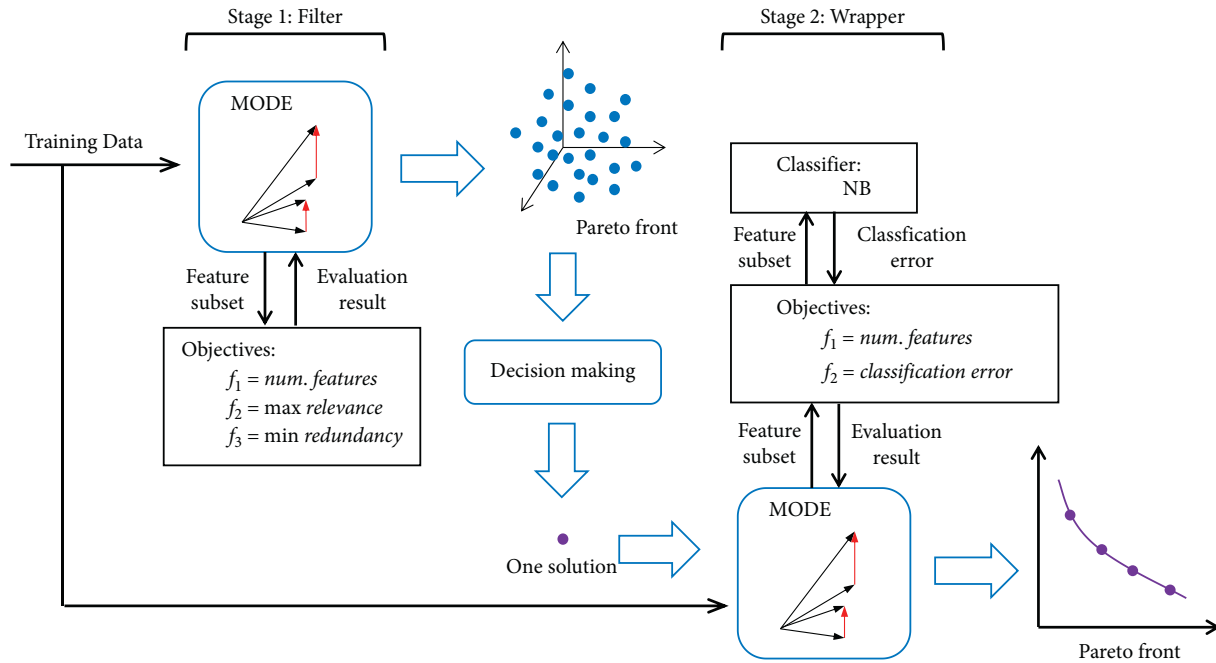 Stage 1: Filter
Stage 2: Wrapper
Training Data
MODE
Feature
subset
Evaluation
result
Objectives:
f₁ = num. features
f₂ = max relevance
f₃ = min redundancy
Pareto front
Decision making
One solution
Classifier:
NB
Feature
subset
Classfication
error
Objectives:
f₁ = num. features
f₂ = classification error
Feature
subset
Evaluation
result
MODE
Pareto front